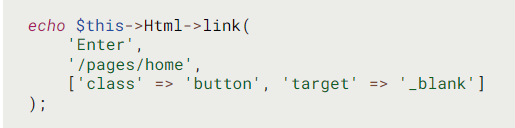 echo $this->Html->link(
    'Enter',
    '/pages/home',
    ['class' => 'button', 'target' => '_blank']
);